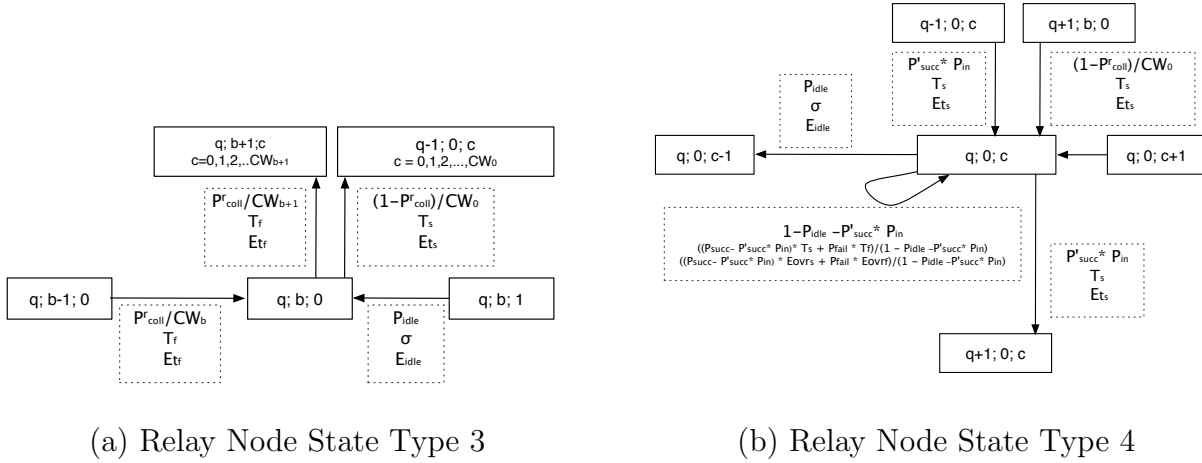 q; b+1;c
c=0,1,2,..CWb+1
q-1; 0; c
c = 0,1,2,...,CW0
Prcoll/CWb+1
Tf
Etf
(1-Prcoll)/CW0
Ts
Ets
q; b-1; 0
q; b; 0
q; b; 1
Prcoll/CWb
Tf
Etf
Pidle
σ
Eidle
(a) Relay Node State Type 3
q-1; 0; c
q+1; b; 0
P'succ* Pin
Ts
Ets
(1-Prcoll)/CW0
Ts
Ets
Pidle
σ
Eidle
q; 0; c-1
q; 0; c
q; 0; c+1
1-Pidle -P'succ* Pin
((Psucc- P'succ* Pin)* Ts + Pfail * Tf)/(1 - Pidle -P'succ* Pin)
((Psucc- P'succ* Pin) * Eovrs + Pfail * Eovrf)/(1 - Pidle -P'succ* Pin)
P'succ* Pin
Ts
Ets
q+1; 0; c
(b) Relay Node State Type 4